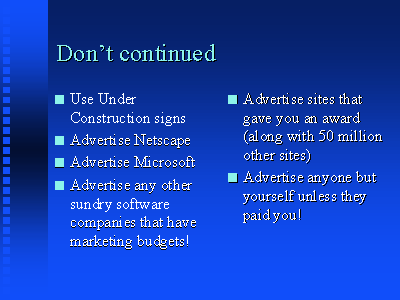 Don't continued
Use Under
Construction signs
Advertise Netscape
Advertise Microsoft
Advertise any other
sundry software
companies that have
marketing budgets!
Advertise sites that
gave you an award
(along with 50 million
other sites)
Advertise anyone but
yourself unless they
paid you!